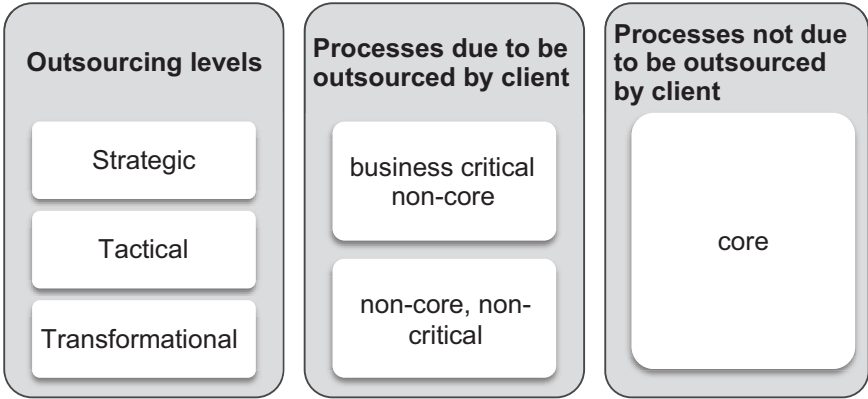 Outsourcing levels
Strategic
Tactical
Transformational
Processes due to be
outsourced by client
business critical
non-core
non-core, non-
critical
Processes not due
to be outsourced
by client
core